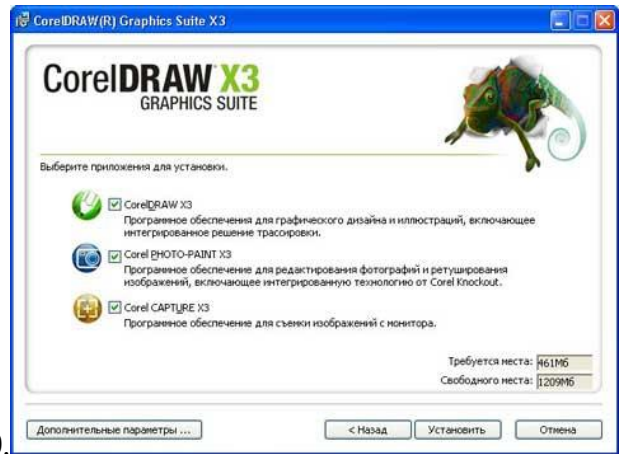 CorelDRAW(R) Graphics Suite X3
CorelDRAW X3
GRAPHICS SUITE
Выберите приложения для установки.
CorelDRAW X3
Программное обеспечения для графического дизайна и иллюстраций, включающее
интегрированное решение трассировки.
Corel PHOTO-PAINT X3
Программное обеспечение для редактирования фотографий и ретуширования
изображений, включающее интегрированную технологию от Corel Knockout.
Corel CAPTURE X3
Программное обеспечение для съемки изображений с монитора.
Требуется места: 461Мб
Свободного места: 1209Мб
Дополнительные параметры ... < Назад Установить Отмена
).